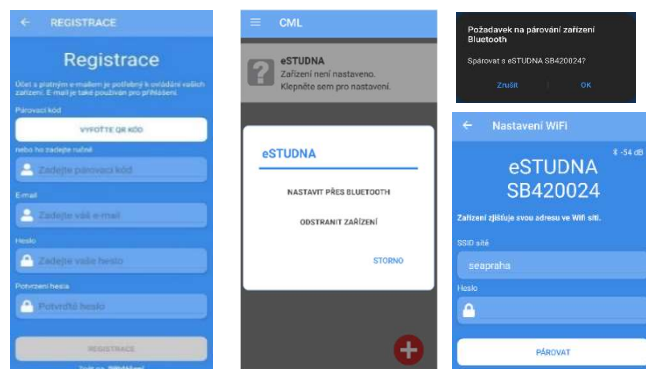 REGISTRACE
Registrace
Účet s platným e-mailem je potřebný k ovládání vašich
zařízení. E-mail je také používán pro přihlášení.
Párovací kód
VYFOŤTE QR KÓD
nebo ho zadejte ručně
Zadejte párovací kód
E-mail
Zadejte váš e-mail
Heslo
Zadejte vaše heslo
Potvrzení hesla
Potvrďte heslo
REGISTRACE
CML
eSTUDNA
Zařízení není nastaveno.
Klepněte sem pro nastavení.
eSTUDNA
NASTAVIT PŘES BLUETOOTH
ODSTRANIT ZAŘÍZENÍ
STORNO
Požadavek na párování zařízení
Bluetooth
Spárovat s eSTUDNA SB420024?
Zrušit
OK
Nastavení WiFi
-54 dB
eSTUDNA
SB420024
Zařízení zjišťuje svou adresu ve Wifi síti.
SSID sítě
seapraha
Heslo
PÁROVAT